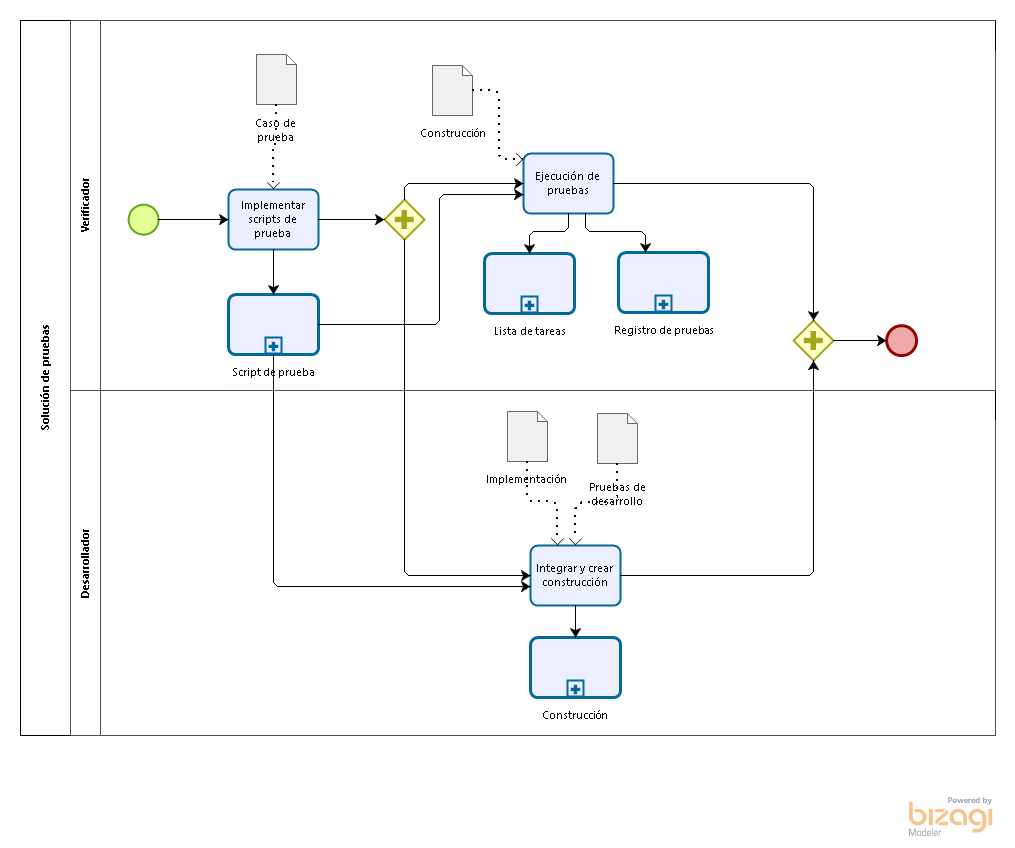 Solución de pruebas
Verificador
Caso de
prueba
Construcción
Implementar
scripts de
prueba
Ejecución de
pruebas
Lista de tareas
Registro de pruebas
Script de prueba
Desarrollador
Implementación
Pruebas de
desarrollo
Integrar y crear
construcción
Construcción
Powered by
bizagi
Modeler